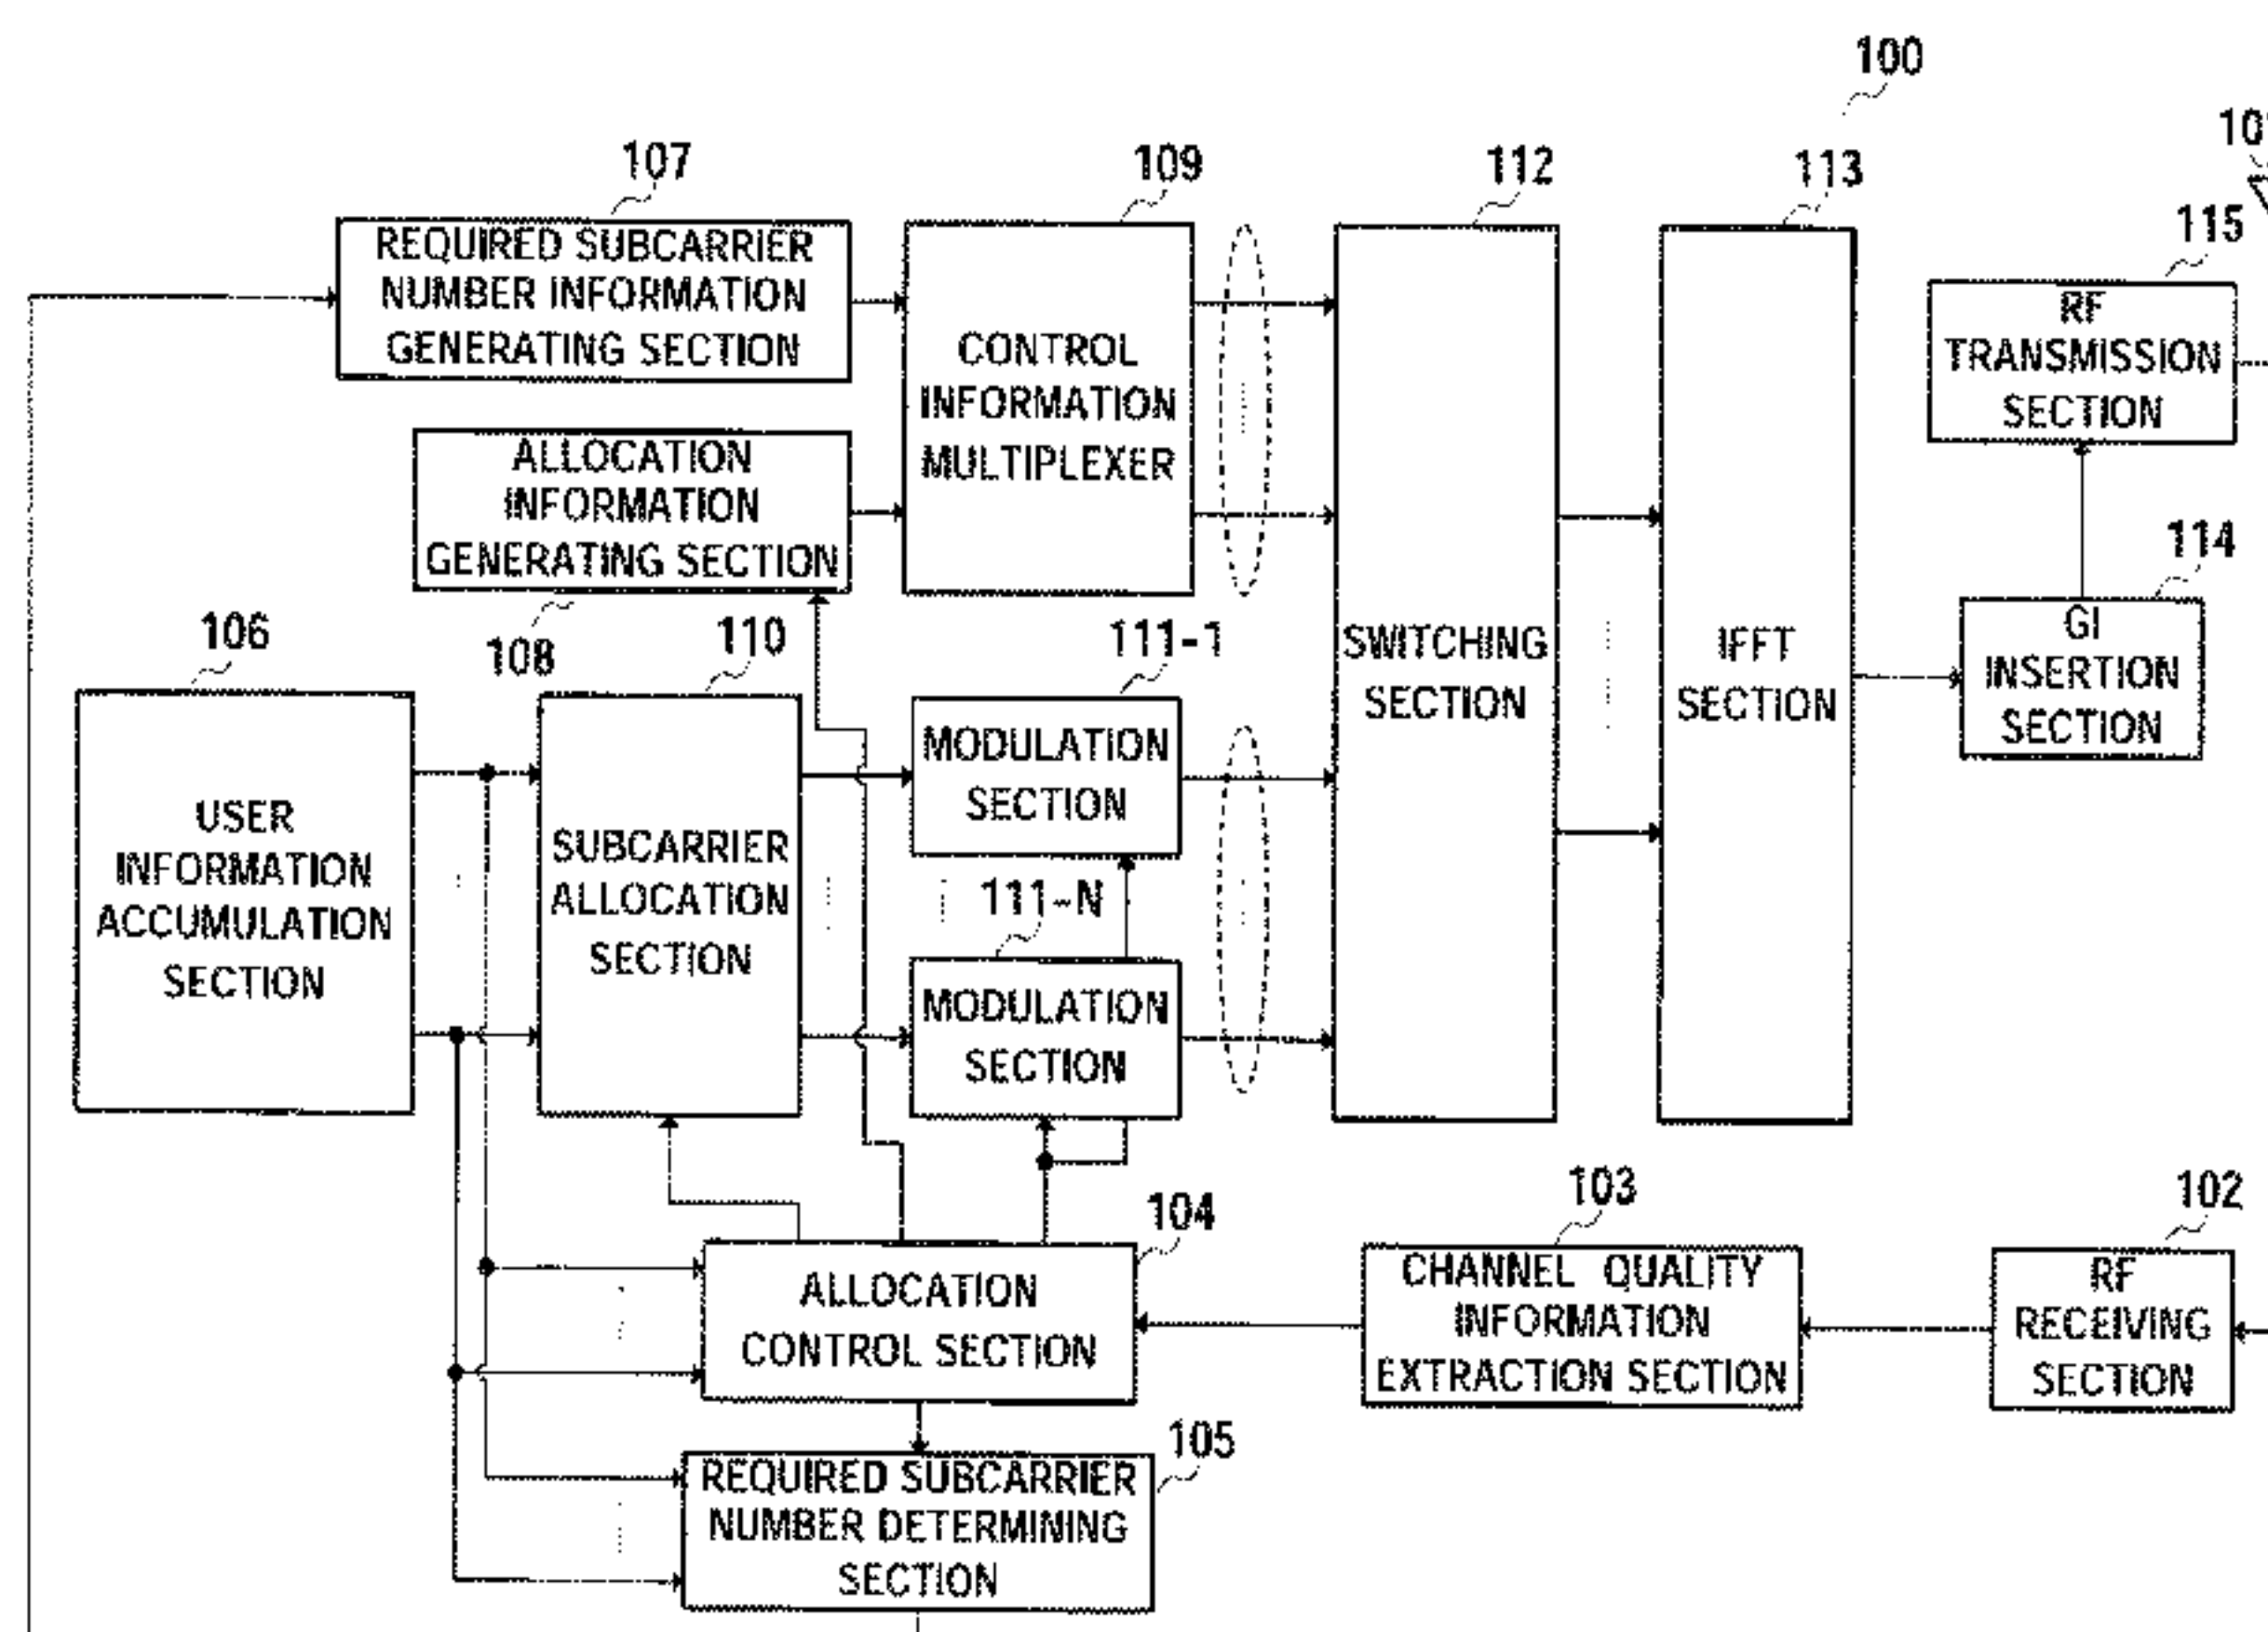 100
107
109
112
113
115
REQUIRED SUBCARRIER
NUMBER INFORMATION
GENERATING SECTION
CONTROL
INFORMATION
MULTIPLEXER
RF
TRANSMISSION
SECTION
ALLOCATION
INFORMATION
GENERATING SECTION
108
114
GI
INSERTION
SECTION
106
110
111-1
SWITCHING
SECTION
IFFT
SECTION
USER
INFORMATION
ACCUMULATION
SECTION
SUBCARRIER
ALLOCATION
SECTION
MODULATION
SECTION
111-N
MODULATION
SECTION
104
103
102
ALLOCATION
CONTROL SECTION
CHANNEL QUALITY
INFORMATION
EXTRACTION SECTION
RF
RECEIVING
SECTION
105
REQUIRED SUBCARRIER
NUMBER DETERMINING
SECTION